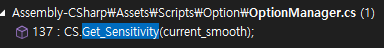 Assembly-CSharp\Assets\Scripts\Option\OptionManager.cs (1)
137 : CS.Get_Sensitivity(current_smooth);